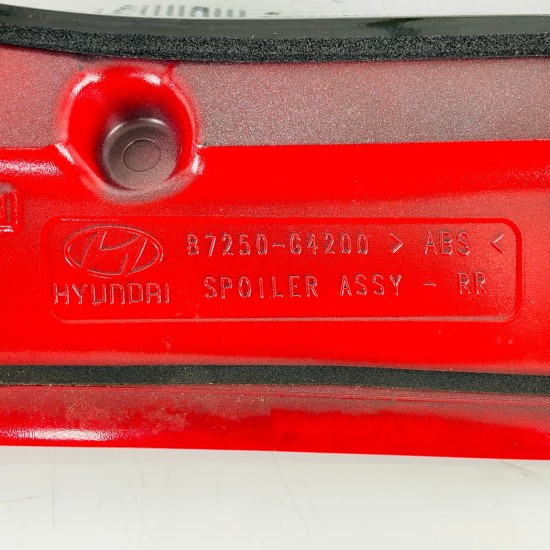 87250-G4200 > ABS <
HYUNDAI SPOILER ASSY - RR